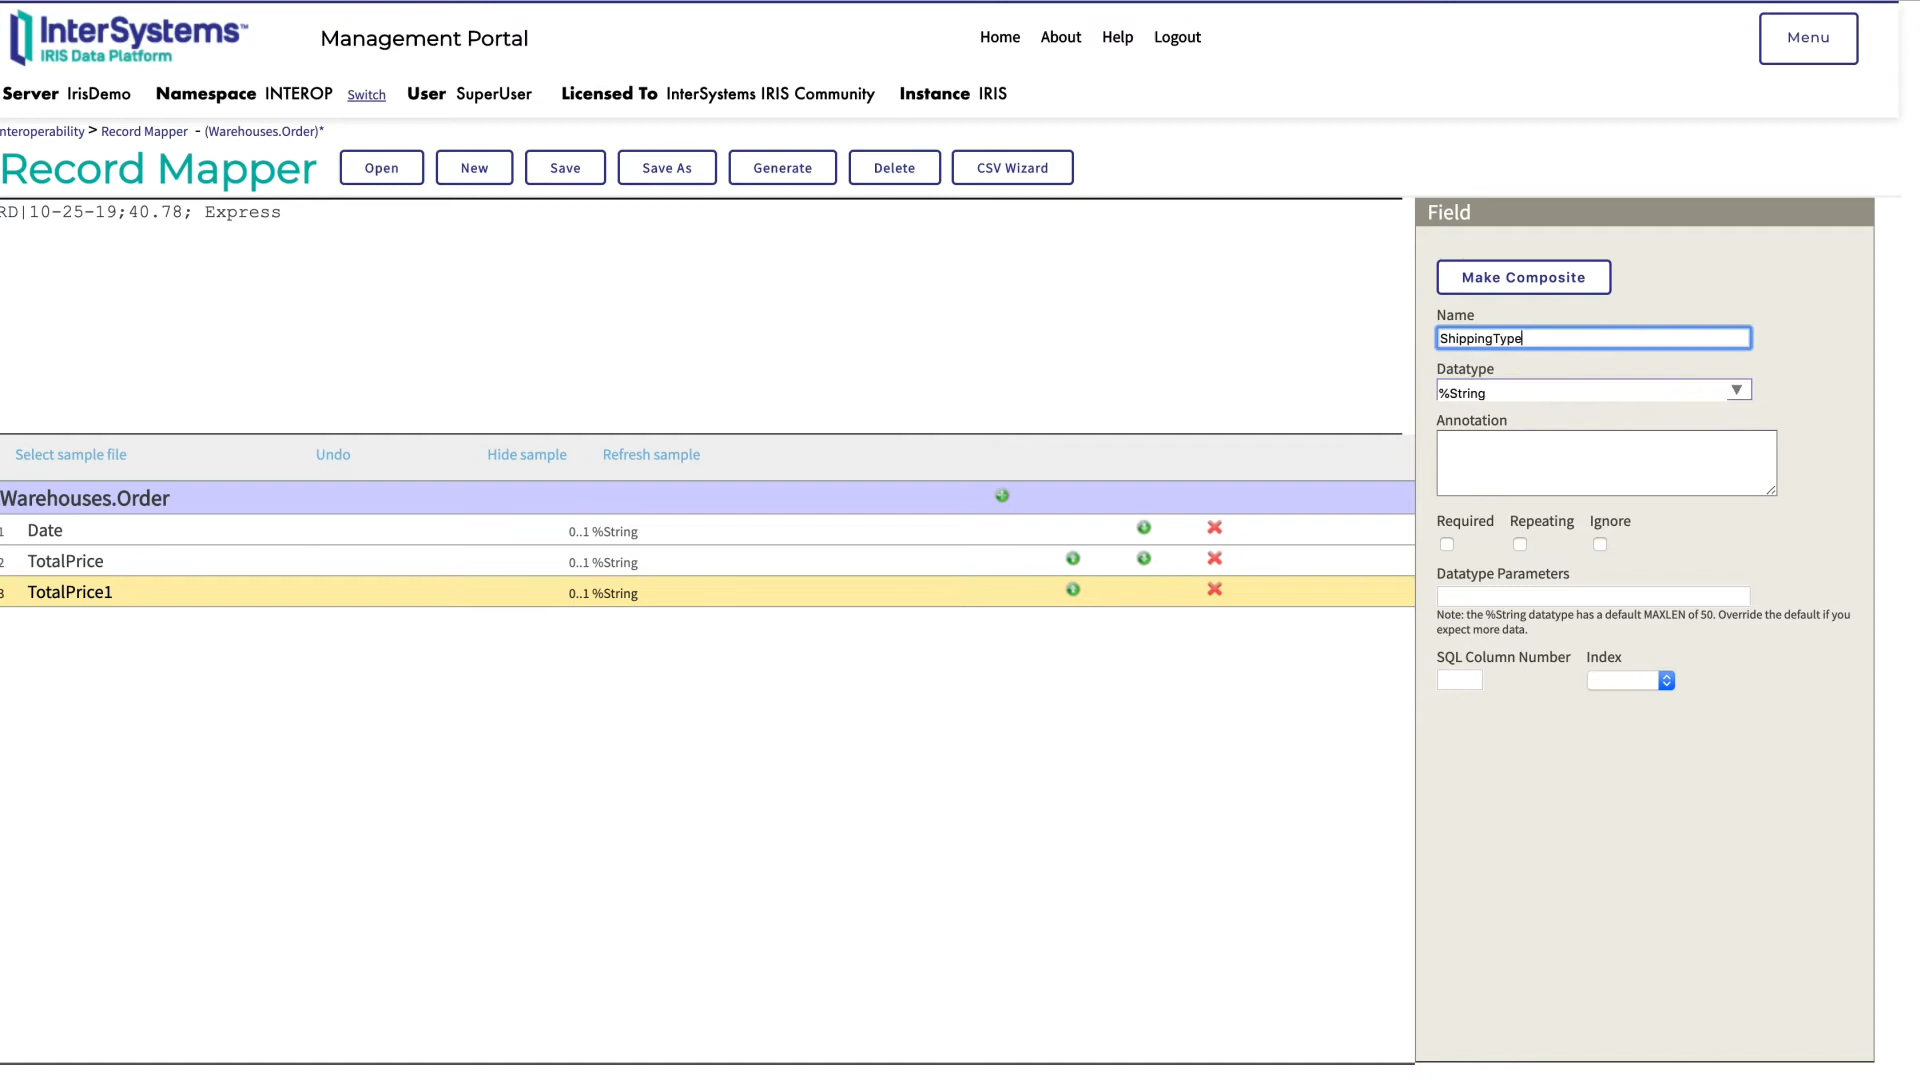 InterSystems™
IRIS Data Platform
Management Portal
Home About Help Logout
Menu
Server IrisDemo Namespace INTEROP Switch User SuperUser Licensed To InterSystems IRIS Community Instance IRIS
nteroperability > Record Mapper - (Warehouses.Order)*
Record Mapper
Open New Save Save As Generate Delete CSV Wizard
RD|10-25-19;40.78; Express
Select sample file Undo Hide sample Refresh sample
Warehouses.Order
1 Date 0..1 %String
2 TotalPrice 0..1 %String
3 TotalPrice1 0..1 %String
Field
Make Composite
Name
ShippingType
Datatype
%String
Annotation
Required Repeating Ignore
Datatype Parameters
Note: the %String datatype has a default MAXLEN of 50. Override the default if you
expect more data.
SQL Column Number Index